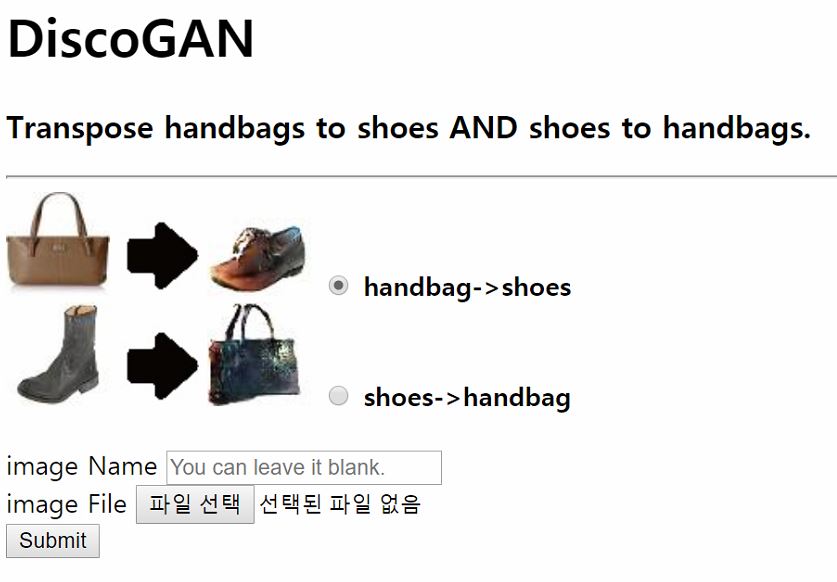 DiscoGAN
Transpose handbags to shoes AND shoes to handbags.
handbag->shoes
shoes->handbag
image Name You can leave it blank.
image File 파일 선택 선택된 파일 없음
Submit